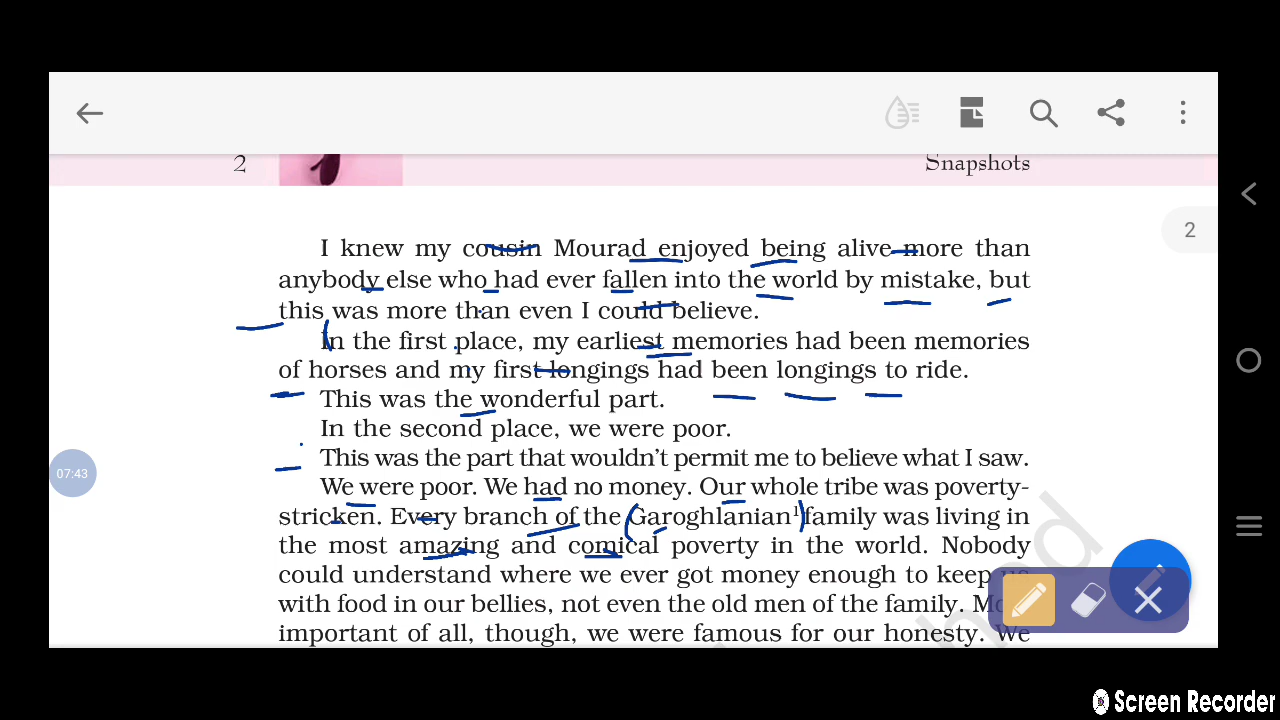 2
Snapshots
2
I knew my cousin Mourad enjoyed being alive more than
anybody else who had ever fallen into the world by mistake, but
this was more than even I could believe.
In the first place, my earliest memories had been memories
of horses and my first longings had been longings to ride.
This was the wonderful part.
In the second place, we were poor.
This was the part that wouldn't permit me to believe what I saw.
We were poor. We had no money. Our whole tribe was poverty-
stricken. Every branch of the Garoghlanian¹ family was living in
the most amazing and comical poverty in the world. Nobody
could understand where we ever got money enough to keep us
with food in our bellies, not even the old men of the family.
important of all, though, we were famous for our honesty. We
07:43
Screen Recorder